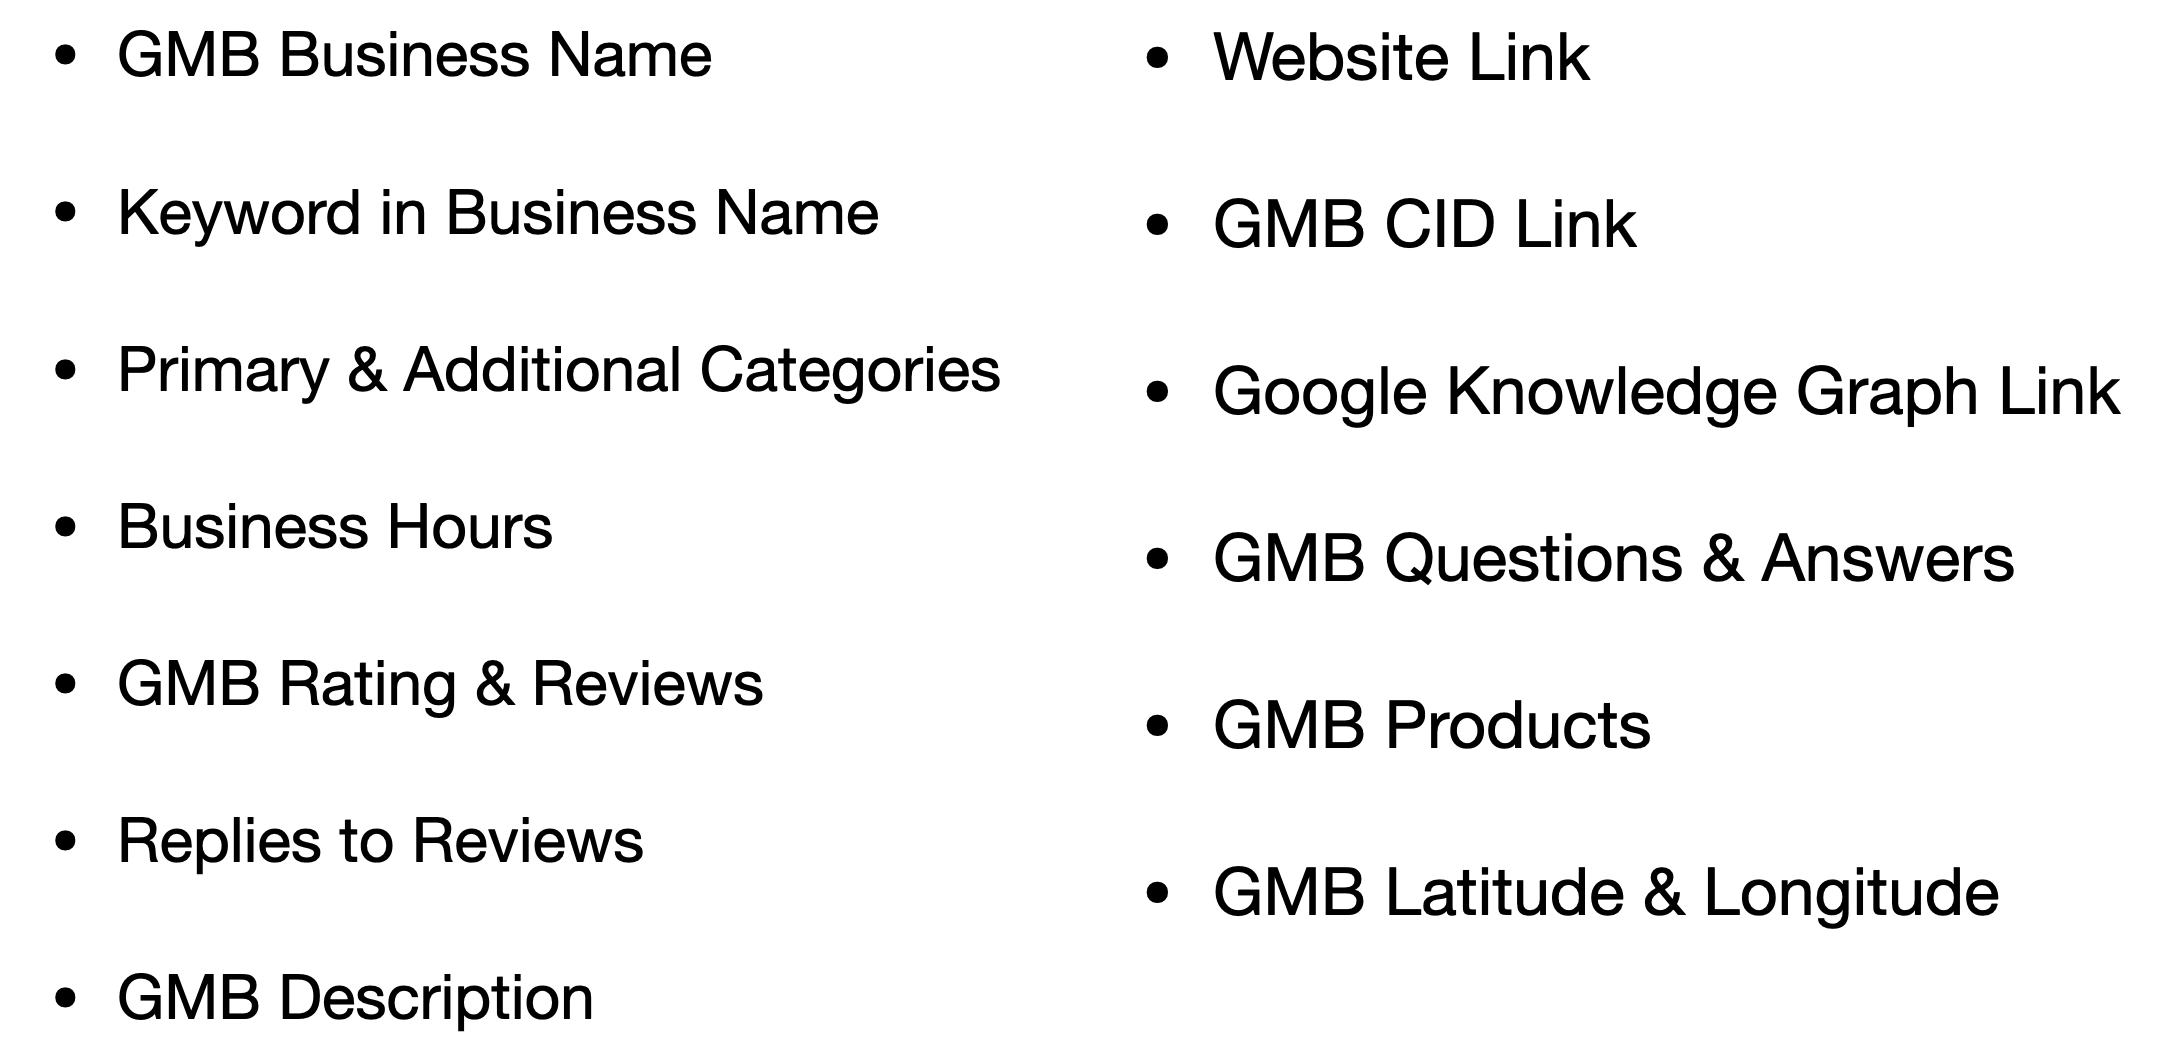 • GMB Business Name
• Keyword in Business Name
• Primary & Additional Categories
• Business Hours
• GMB Rating & Reviews
• Replies to Reviews
• GMB Description
• Website Link
• GMB CID Link
• Google Knowledge Graph Link
• GMB Questions & Answers
• GMB Products
• GMB Latitude & Longitude